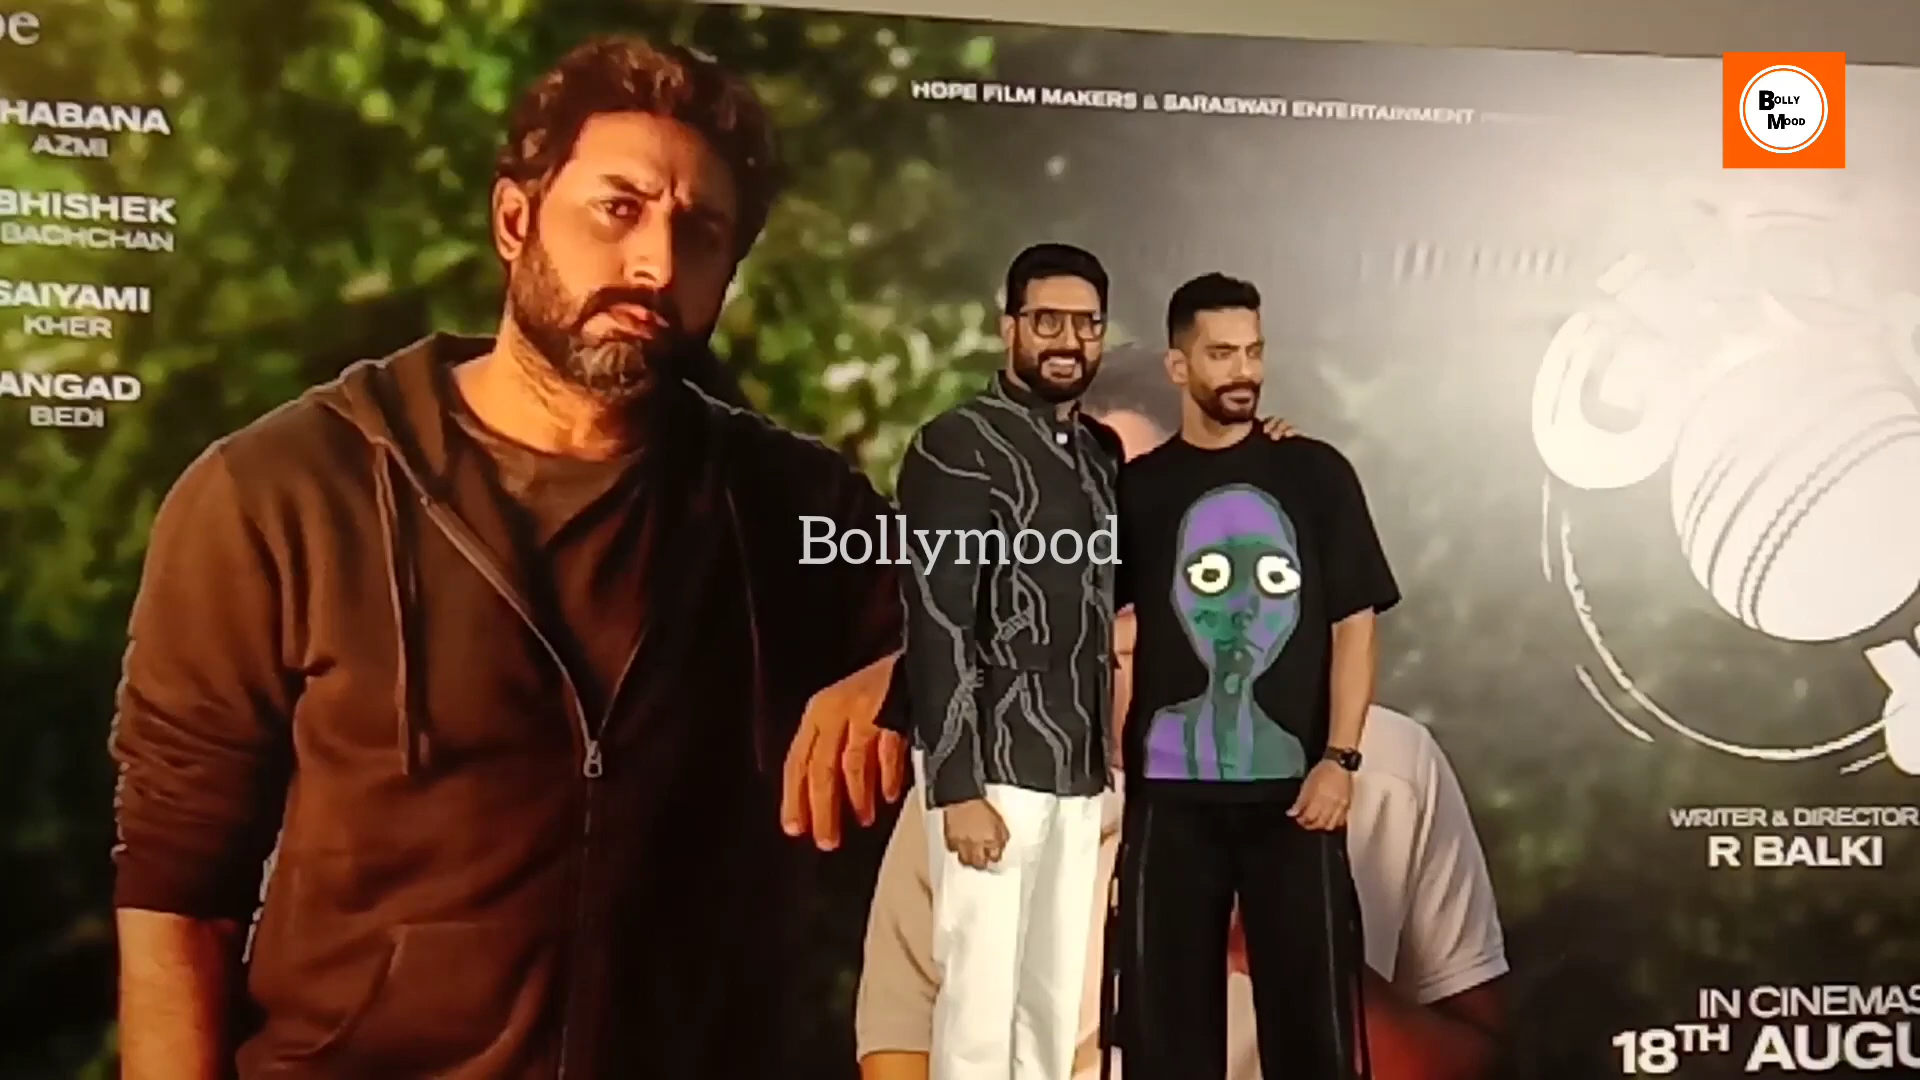 pe
HABANA
AZMI
BHISHEK
BACHCHAN
SAIYAMI
KHER
ANGAD
BEDI
HOPE FILM MAKERS & SARASWATI ENTERTAINMENT
BOLLY
MOOD
Bollymood
WRITER & DIRECTOR
R BALKI
IN CINEMAS
18TH AUGU